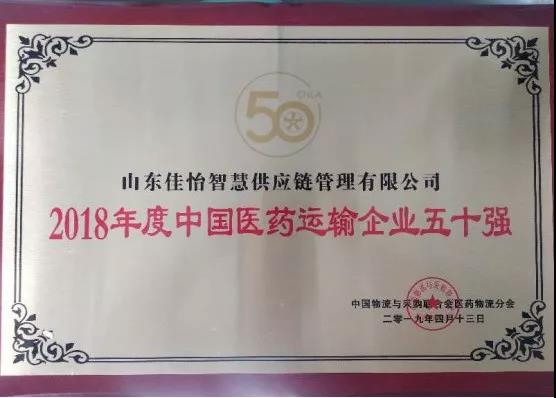 50
山东佳怡智慧供应链管理有限公司
2018年度中国医药运输企业五十强
中国物流与采购联合会医药物流分会
二零一九年四月十三日